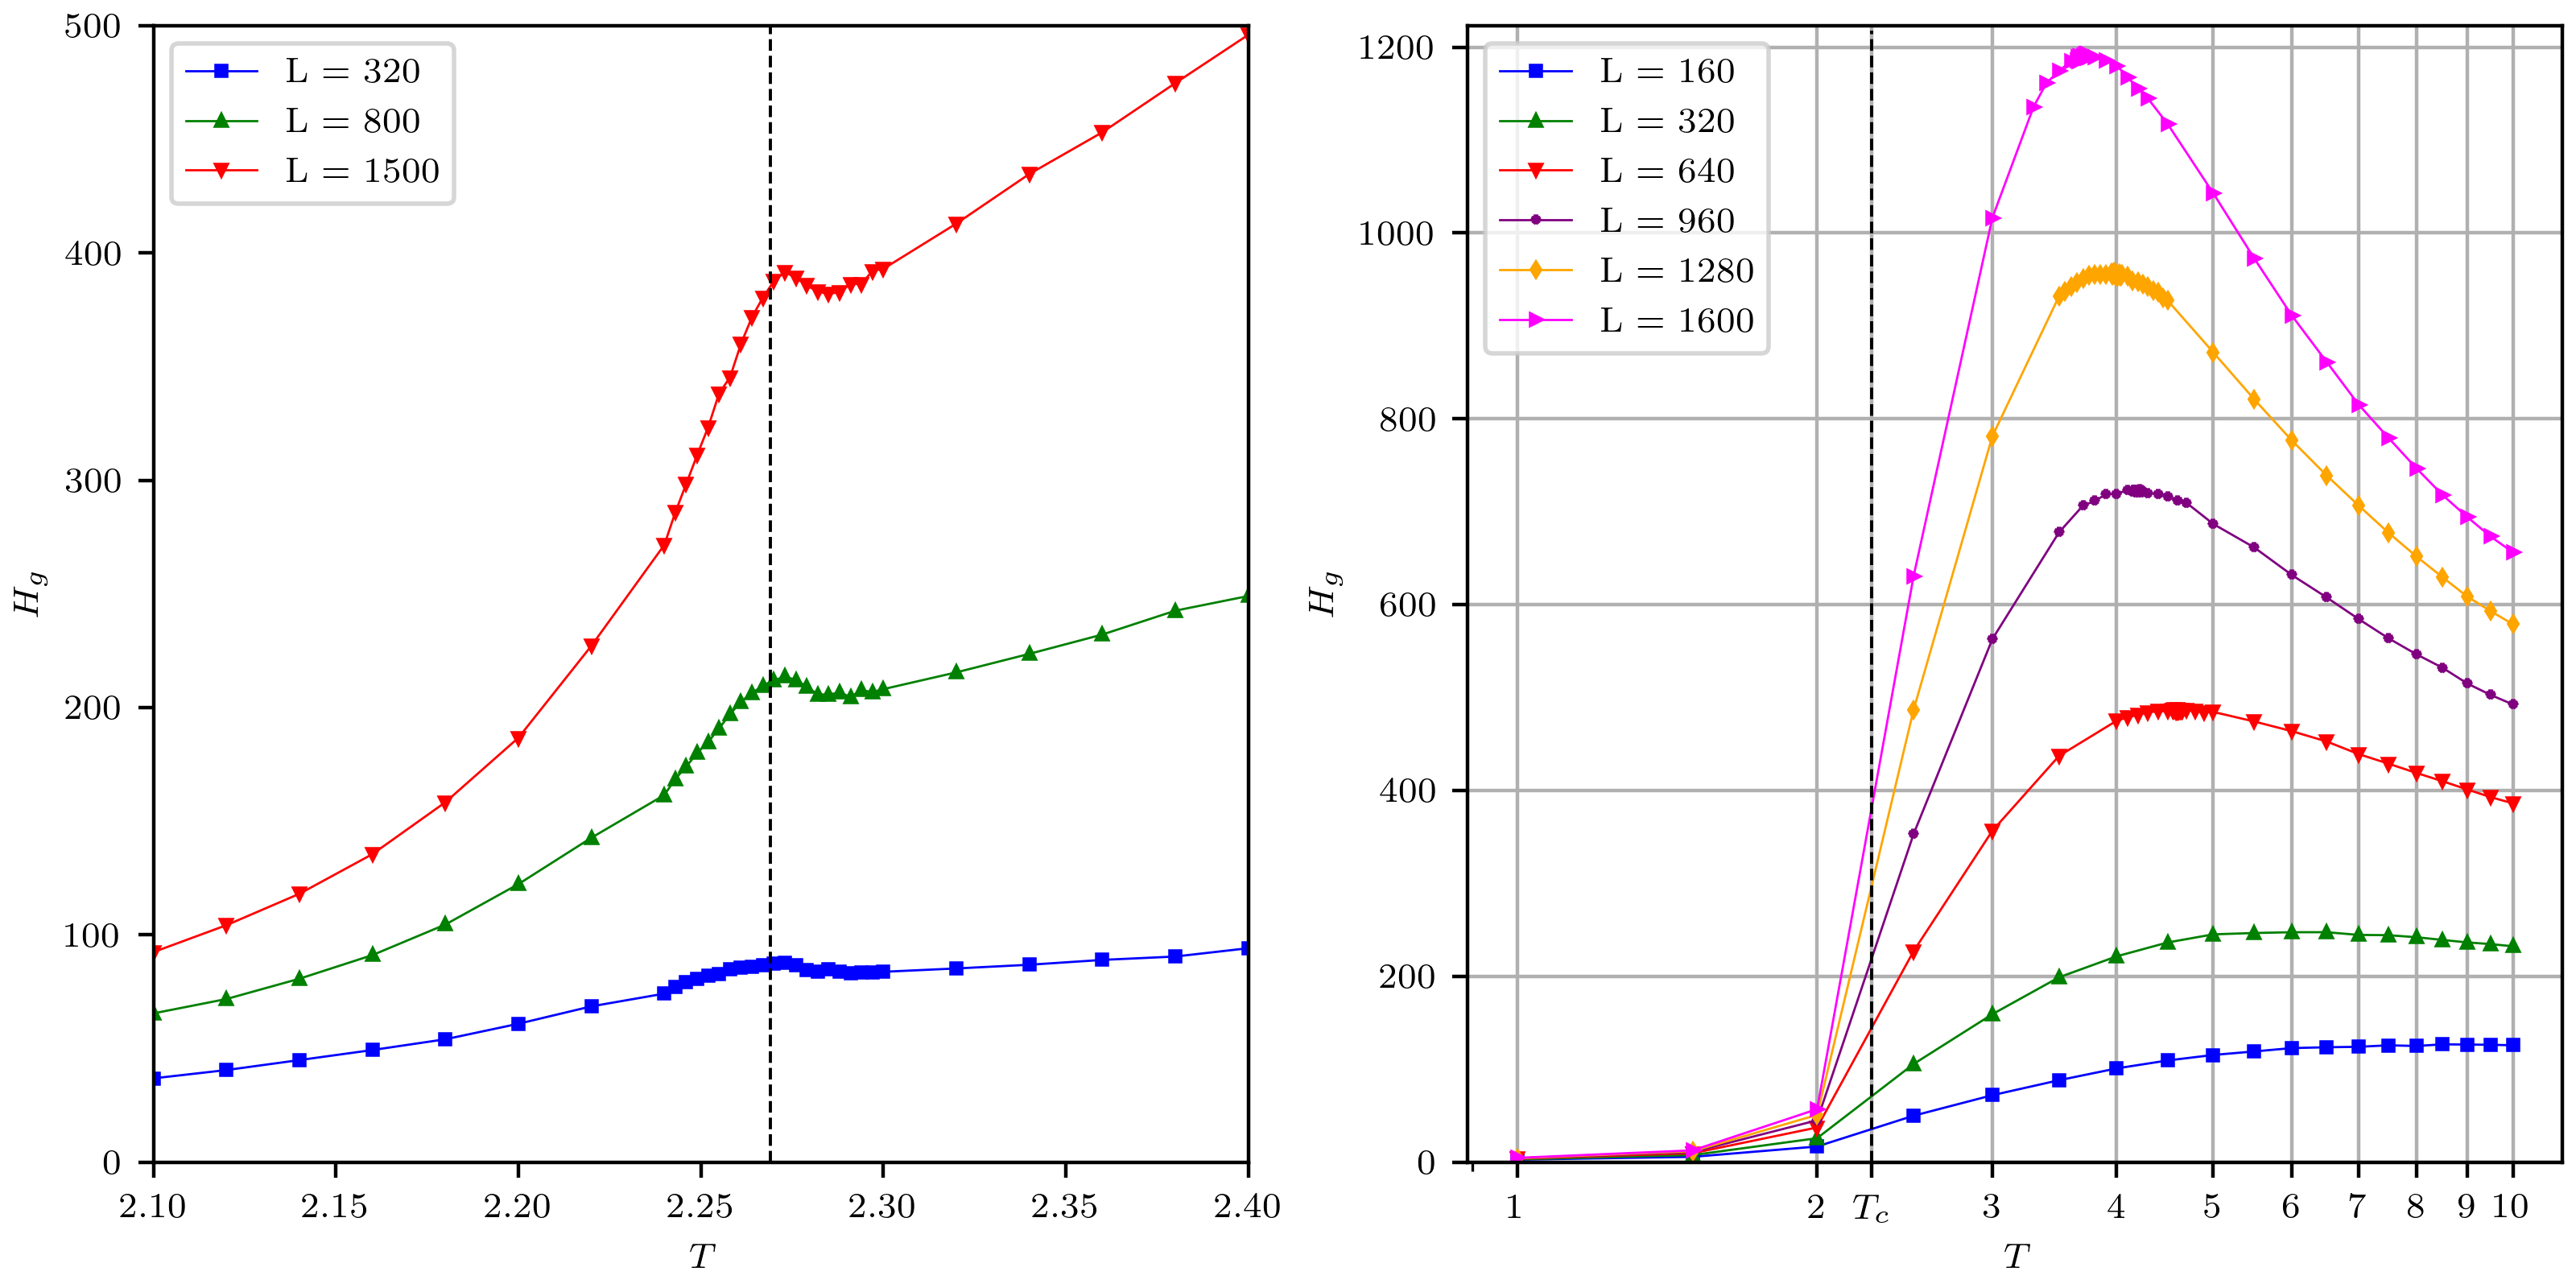 500
400
300
200
100
0
H_g
L = 320
L = 800
L = 1500
2.10 2.15 2.20 2.25 2.30 2.35 2.40
T
1200
1000
800
600
400
200
0
H_g
L = 160
L = 320
L = 640
L = 960
L = 1280
L = 1600
1 2 T_c 3 4 5 6 7 8 9 10
T